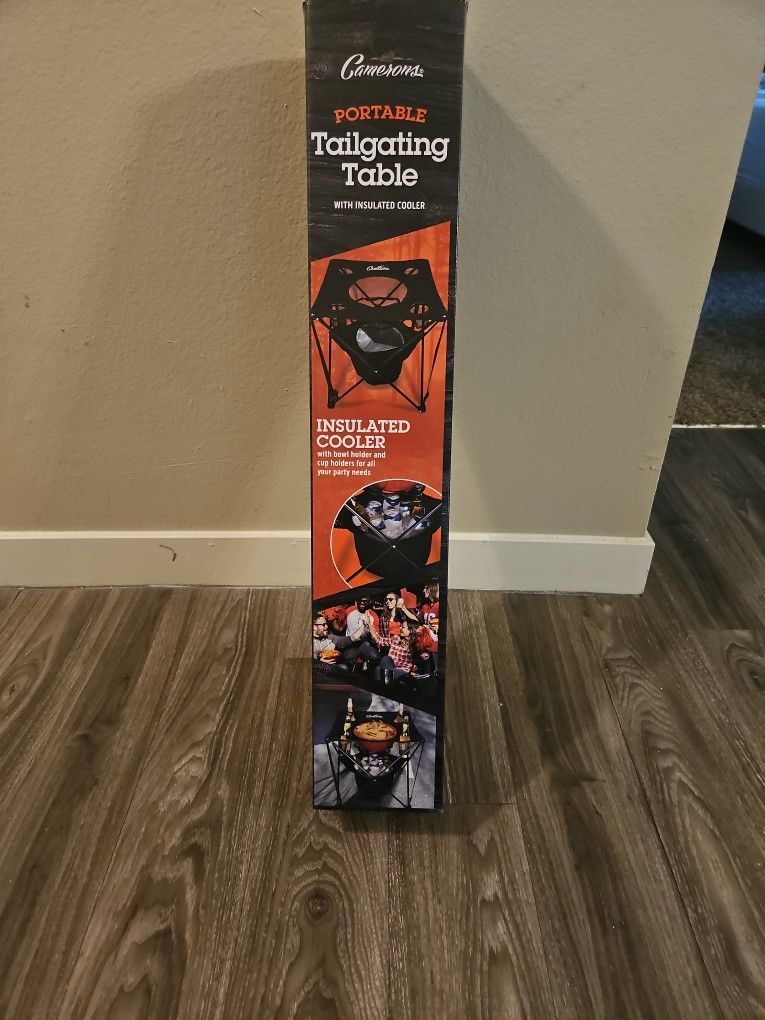 Camerons®
PORTABLE
Tailgating
Table
WITH INSULATED COOLER
INSULATED
COOLER
with bowl holder and
cup holders for all
your party needs